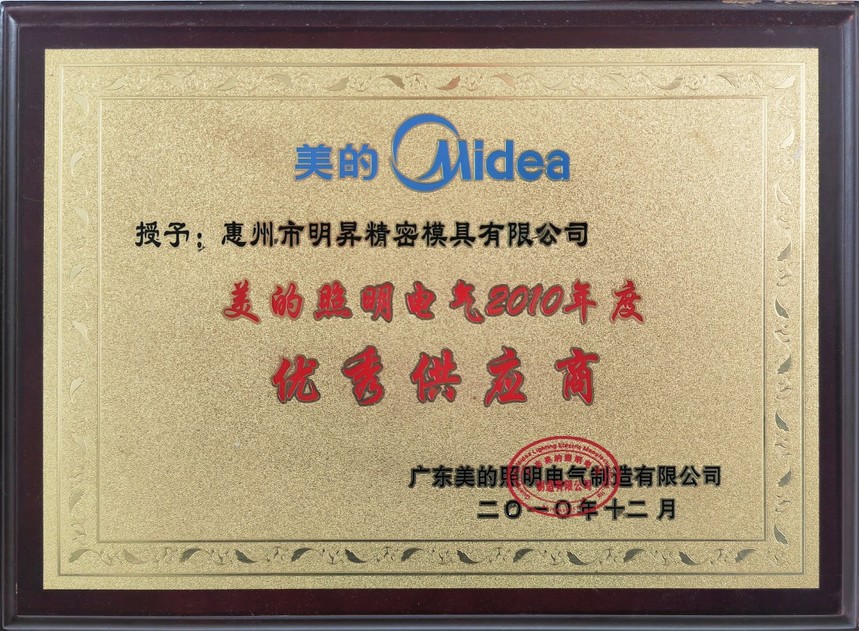 美的 Midea
授予：惠州市明昇精密模具有限公司
美的照明电气2010年度
优秀供应商
广东美的照明电气制造有限公司
二〇一〇年十二月